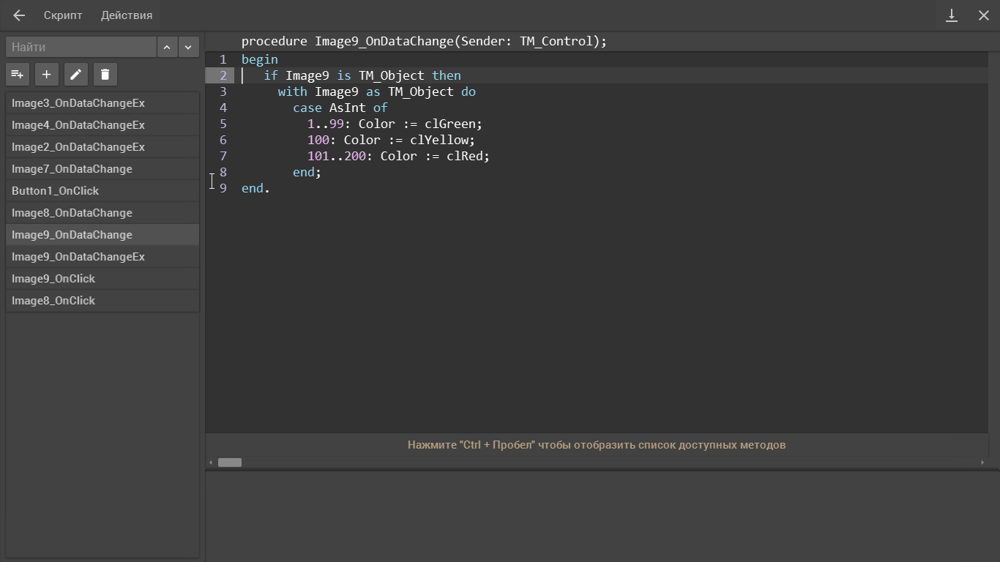 Скрипт Действия
Найти
Image3_OnDataChangeEx
Image4_OnDataChangeEx
Image2_OnDataChangeEx
Image7_OnDataChange
Button1_OnClick
Image8_OnDataChange
Image9_OnDataChange
Image9_OnDataChangeEx
Image9_OnClick
Image8_OnClick
procedure Image9_OnDataChange(Sender: TM_Control);
1 begin
2 if Image9 is TM_Object then
3 with Image9 as TM_Object do
4 case AsInt of
5 1..99: Color := clGreen;
6 100: Color := clYellow;
7 101..200: Color := clRed;
8 end;
9 end.
Нажмите "Ctrl + Пробел" чтобы отобразить список доступных методов